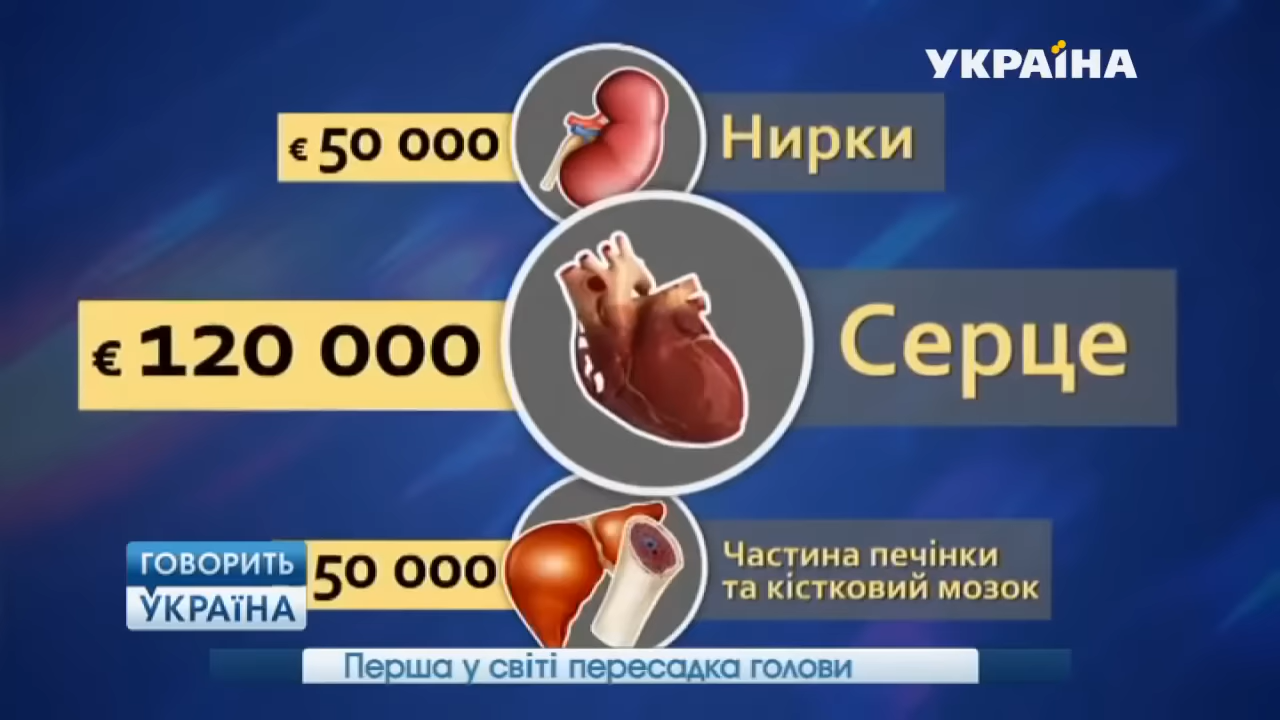 УКРАЇНА
€ 50 000
Нирки
€ 120 000
Серце
50 000
Частина печінки
та кістковий мозок
ГОВОРИТЬ
УКРАЇНА
Перша у світі пересадка голови